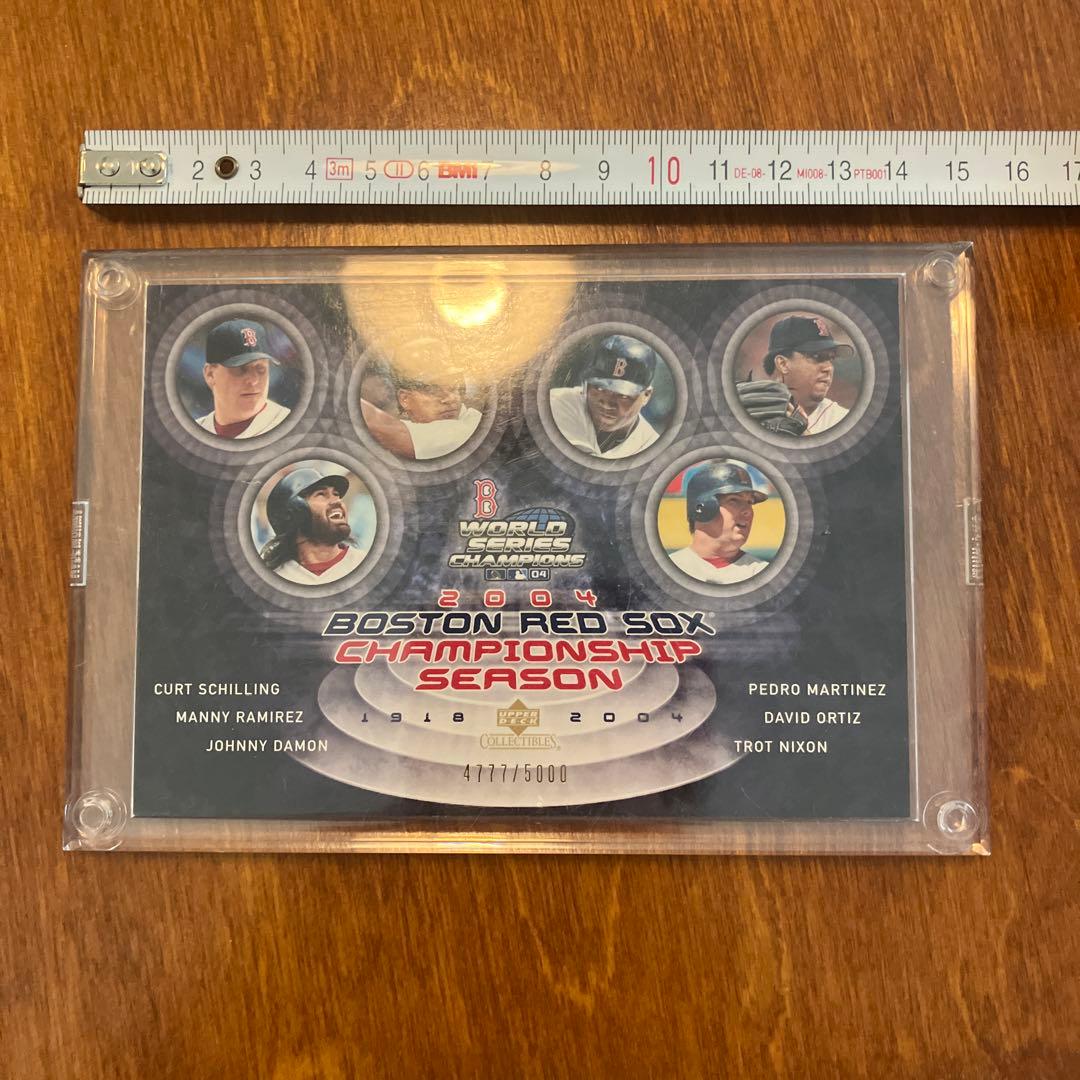 2 3 4 3m 5 II 6 BMI 7 8 9 10 11 DE-08- 12 MI008- 13 PTB001 14 15 16 17
B
B
B
WORLD
SERIES
CHAMPIONS
04
2004
BOSTON RED SOX
CHAMPIONSHIP
SEASON
CURT SCHILLING
PEDRO MARTINEZ
MANNY RAMIREZ
1918 UPPER DECK 2004
DAVID ORTIZ
COLLECTIBLES
JOHNNY DAMON
TROT NIXON
4777/5000